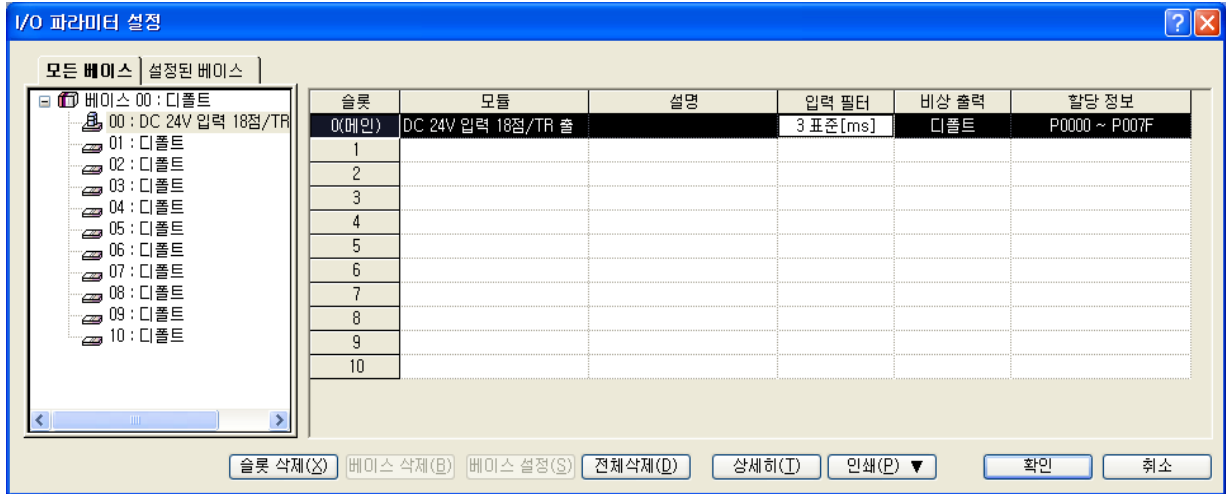 I/O 파라미터 설정
모든 베이스 설정된 베이스
베이스 00 : 디폴트
00 : DC 24V 입력 18점/TR
01 : 디폴트
02 : 디폴트
03 : 디폴트
04 : 디폴트
05 : 디폴트
06 : 디폴트
07 : 디폴트
08 : 디폴트
09 : 디폴트
10 : 디폴트
슬롯 모듈 설명 입력 필터 비상 출력 할당 정보
0(메인) DC 24V 입력 18점/TR 출 3 표준[ms] 디폴트 P0000 ~ P007F
1
2
3
4
5
6
7
8
9
10
슬롯 삭제(X) 베이스 삭제(B) 베이스 설정(S) 전체삭제(D) 상세히(T) 인쇄(P) ▼ 확인 취소